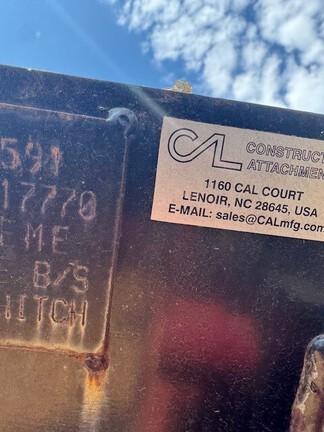 591
17770
ME
B/S
HITCH
CAL CONSTRUCT
ATTACHMEN
1160 CAL COURT
LENOIR, NC 28645, USA
E-MAIL: sales@CALmfg.com